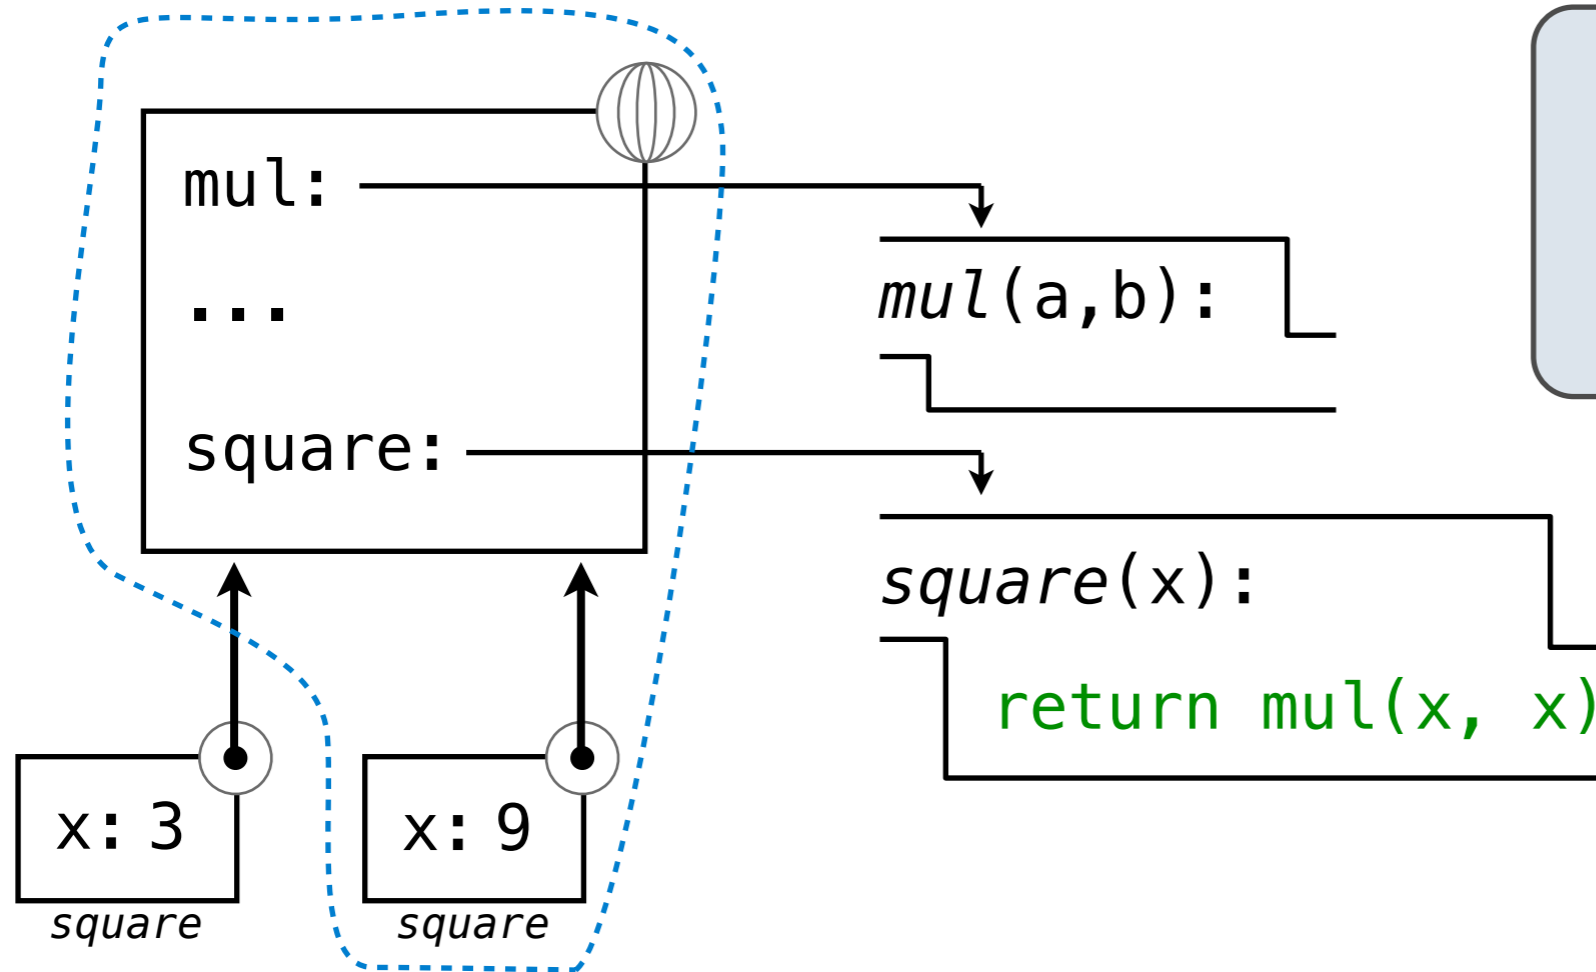 mul:
...
square:
mul(a,b):
square(x):
return mul(x, x)
x: 3
square
x: 9
square